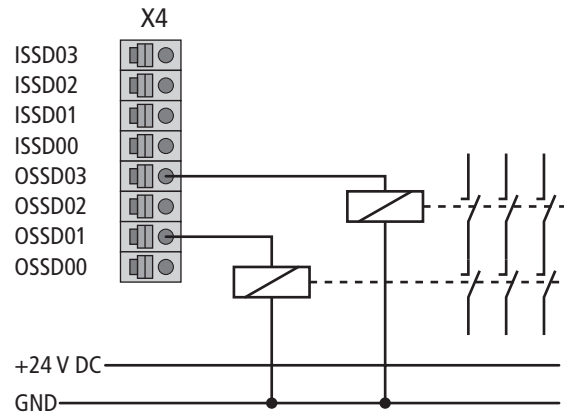 X4
ISSD03
ISSD02
ISSD01
ISSD00
OSSD03
OSSD02
OSSD01
OSSD00
+24 V DC
GND